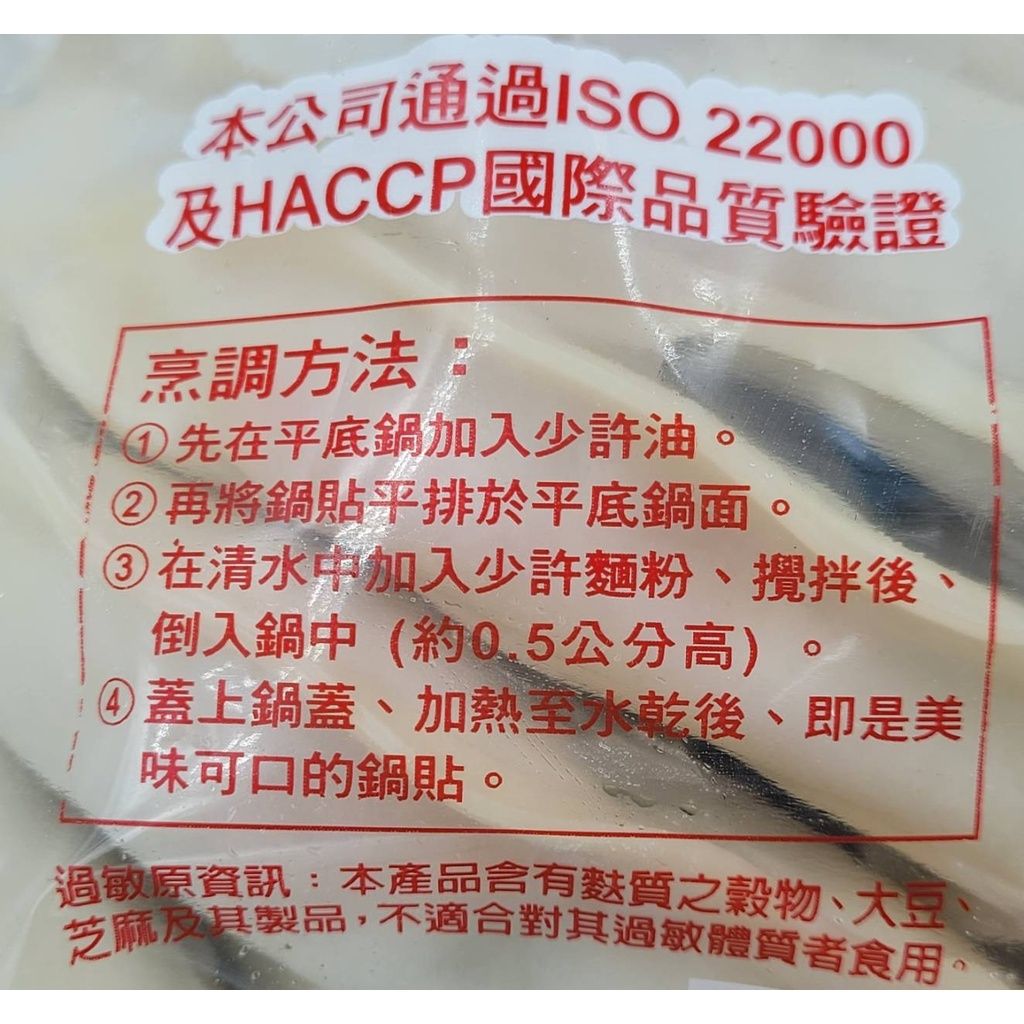 本公司通過ISO 22000
及HACCP國際品質驗證
烹調方法：
①先在平底鍋加入少許油。
②再將鍋貼平排於平底鍋面。
③在清水中加入少許麵粉、攪拌後、
倒入鍋中 (約0.5公分高) 。
④蓋上鍋蓋、加熱至水乾後、即是美
味可口的鍋貼。
過敏原資訊：本產品含有麩質之穀物、大豆、
芝麻及其製品，不適合對其過敏體質者食用。